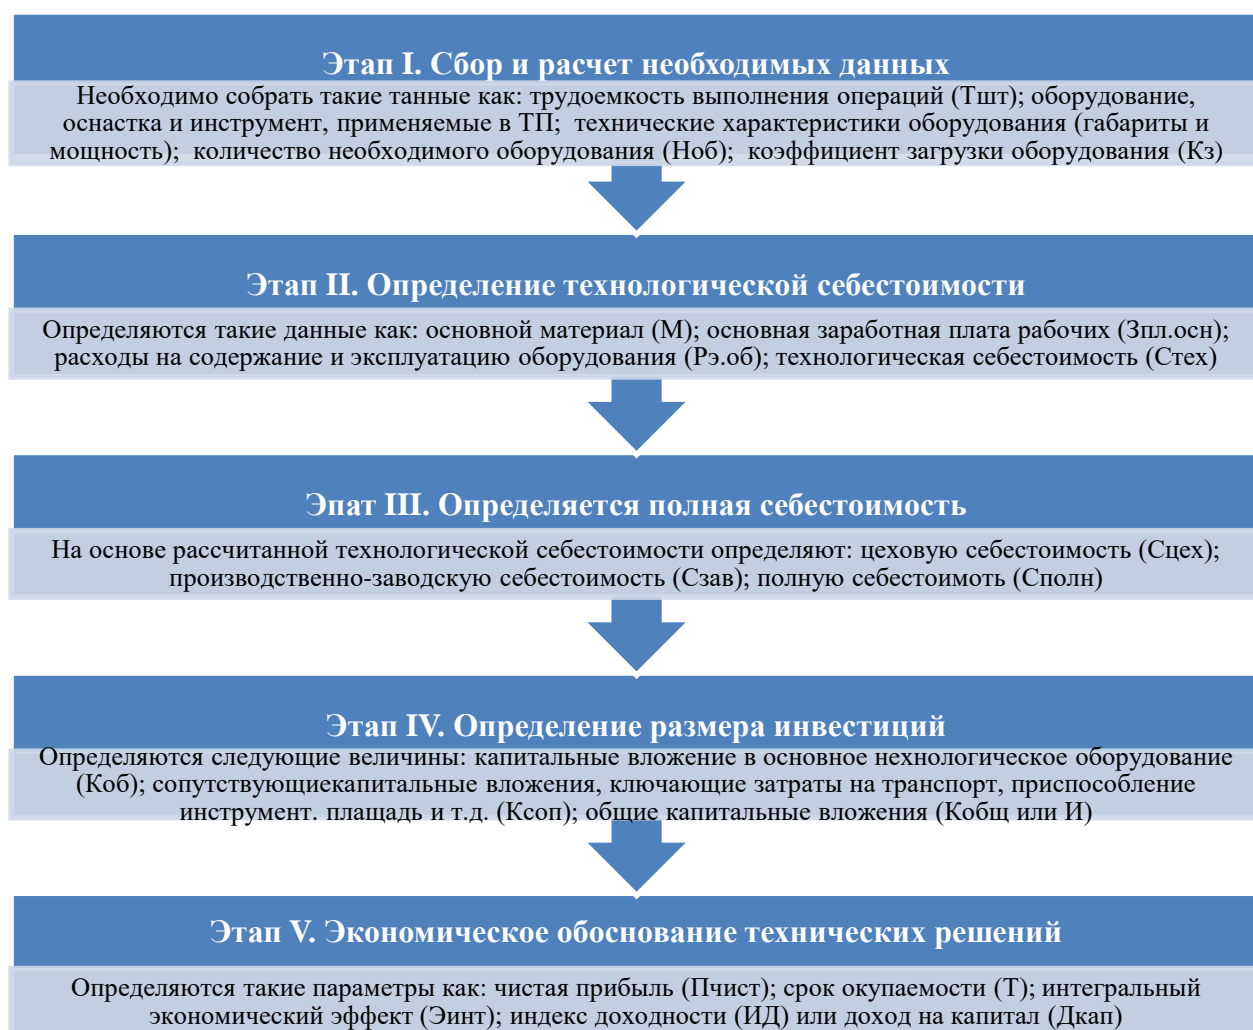 Этап I. Сбор и расчет необходимых данных
Необходимо собрать такие танные как: трудоемкость выполнения операций (Тшт); оборудование,
оснастка и инструмент, применяемые в ТП; технические характеристики оборудования (габариты и
мощность); количество необходимого оборудования (Ноб); коэффициент загрузки оборудования (Кз)
Этап II. Определение технологической себестоимости
Определяются такие данные как: основной материал (М); основная заработная плата рабочих (Зпл.осн);
расходы на содержание и эксплуатацию оборудования (Рэ.об); технологическая себестоимость (Стех)
Эпат III. Определяется полная себестоимость
На основе рассчитанной технологической себестоимости определяют: цеховую себестоимость (Сцех);
производственно-заводскую себестоимость (Сзав); полную себестоимоть (Сполн)
Этап IV. Определение размера инвестиций
Определяются следующие величины: капитальные вложение в основное нехнологическое оборудование
(Коб); сопутствующиекапитальные вложения, ключающие затраты на транспорт, приспособление
инструмент. плащадь и т.д. (Ксоп); общие капитальные вложения (Кобщ или И)
Этап V. Экономическое обоснование технических решений
Определяются такие параметры как: чистая прибыль (Пчист); срок окупаемости (Т); интегральный
экономический эффект (Эинт); индекс доходности (ИД) или доход на капитал (Дкап)